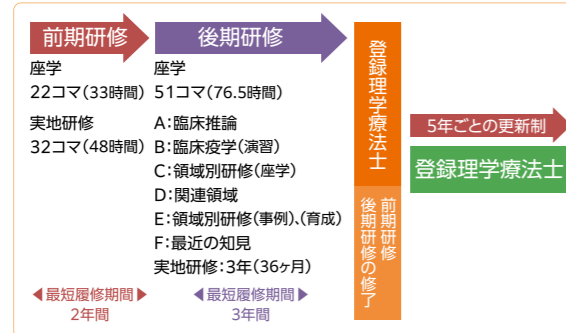 前期研修
座学
22コマ(33時間)
実地研修
32コマ(48時間)
◀最短履修期間▶
2年間
後期研修
座学
51コマ(76.5時間)
A:臨床推論
B:臨床疫学(演習)
C:領域別研修(座学)
D:関連領域
E:領域別研修(事例)、(育成)
F:最近の知見
実地研修:3年(36ヶ月)
◀最短履修期間▶
3年間
登録理学療法士
前期研修
後期研修の修了
5年ごとの更新制
登録理学療法士